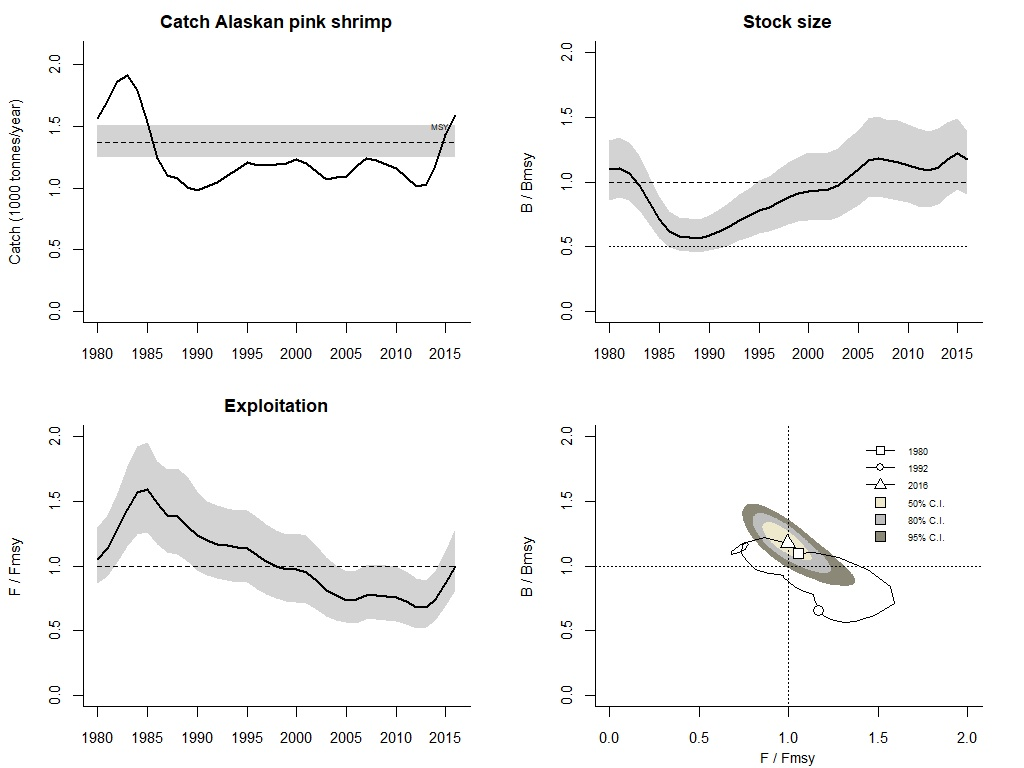 Catch Alaskan pink shrimp
Catch (1000 tonnes/year)
0.0 0.5 1.0 1.5 2.0
MSY
1980 1985 1990 1995 2000 2005 2010 2015
Stock size
B / Bmsy
0.0 0.5 1.0 1.5 2.0
1980 1985 1990 1995 2000 2005 2010 2015
Exploitation
F / Fmsy
0.0 0.5 1.0 1.5 2.0
1980 1985 1990 1995 2000 2005 2010 2015
B / Bmsy
0.0 0.5 1.0 1.5 2.0
1980
1992
2016
50% C.I.
80% C.I.
95% C.I.
0.0 0.5 1.0 1.5 2.0
F / Fmsy